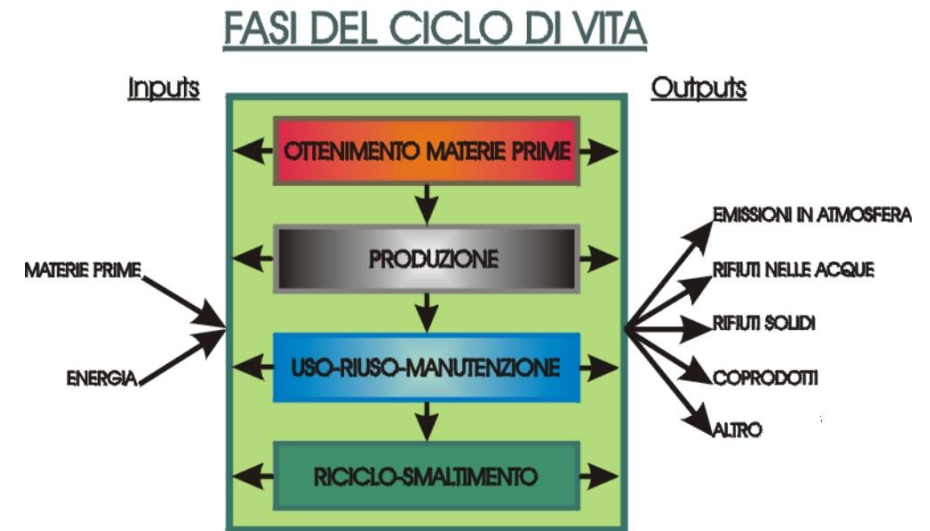 FASI DEL CICLO DI VITA
Inputs
Outputs
OTTENIMENTO MATERIE PRIME
PRODUZIONE
USO-RIUSO-MANUTENZIONE
RICICLO-SMALTIMENTO
MATERIE PRIME
ENERGIA
EMISSIONI IN ATMOSFERA
RIFIUTI NELLE ACQUE
RIFIUTI SOLIDI
COPRODOTTI
ALTRO